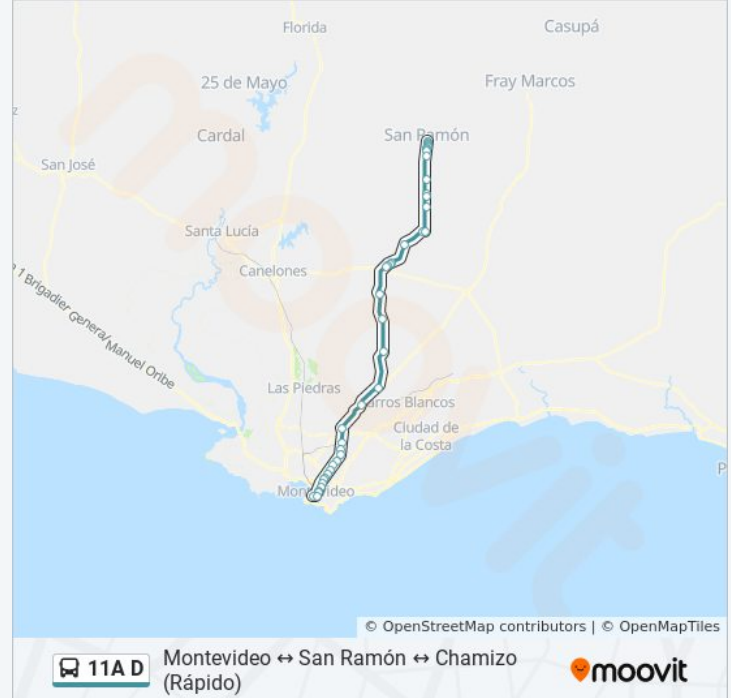 Florida
Casupá
25 de Mayo
Fray Marcos
Cardal
San Ramón
z
San José
Santa Lucía
Canelones
a 1 Brigadier General Manuel Oribe
Las Piedras
arros Blancos
Ciudad de
la Costa
Montevideo
P
moovit
© OpenStreetMap contributors | © OpenMapTiles
11A D
Montevideo ↔ San Ramón ↔ Chamizo
(Rápido)
moovit